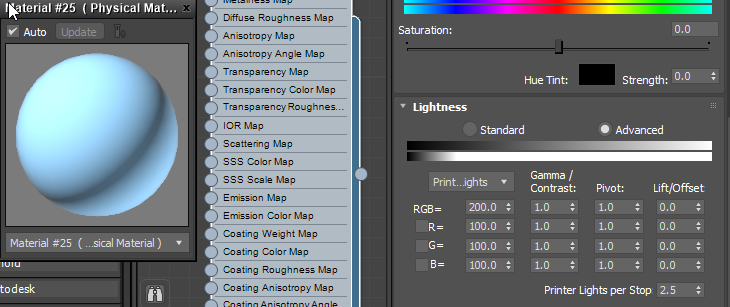 Material #25 ( Physical Mat...
x
Auto
Update
Material #25 ( ...sical Material )
todesk
Diffuse Roughness Map
Anisotropy Map
Anisotropy Angle Map
Transparency Map
Transparency Color Map
Transparency Roughnes...
IOR Map
Scattering Map
SSS Color Map
SSS Scale Map
Emission Map
Emission Color Map
Coating Weight Map
Coating Color Map
Coating Roughness Map
Coating Anisotropy Map
Coating Anisotropy Angle
Saturation: 0.0
Hue Tint: Strength: 0.0
Lightness
Standard Advanced
Print...ights Gamma / Contrast: Pivot: Lift/Offset:
RGB= 200.0 1.0 1.0 0.0
R= 100.0 1.0 1.0 0.0
G= 100.0 1.0 1.0 0.0
B= 100.0 1.0 1.0 0.0
Printer Lights per Stop: 2.5